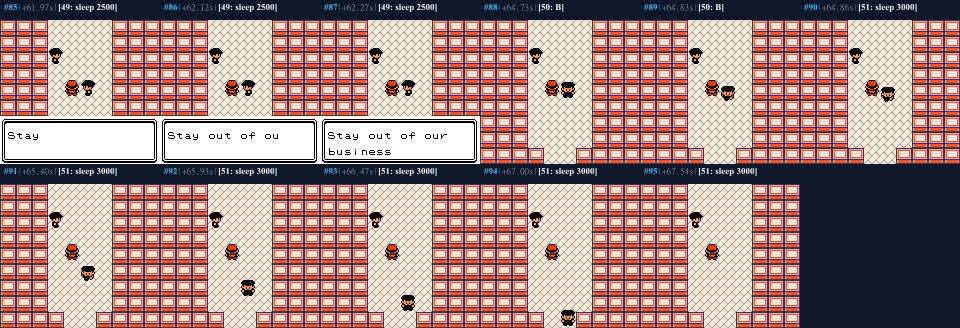 #85|+61.97s|[49: sleep 2500]
#86|+62.12s|[49: sleep 2500]
#87|+62.27s|[49: sleep 2500]
#88|+64.73s|[50: B]
#89|+64.83s|[50: B]
#90|+64.86s|[51: sleep 3000]
Stay
Stay out of ou
Stay out of our
business
#91|+65.40s|[51: sleep 3000]
#92|+65.93s|[51: sleep 3000]
#93|+66.47s|[51: sleep 3000]
#94|+67.00s|[51: sleep 3000]
#95|+67.54s|[51: sleep 3000]